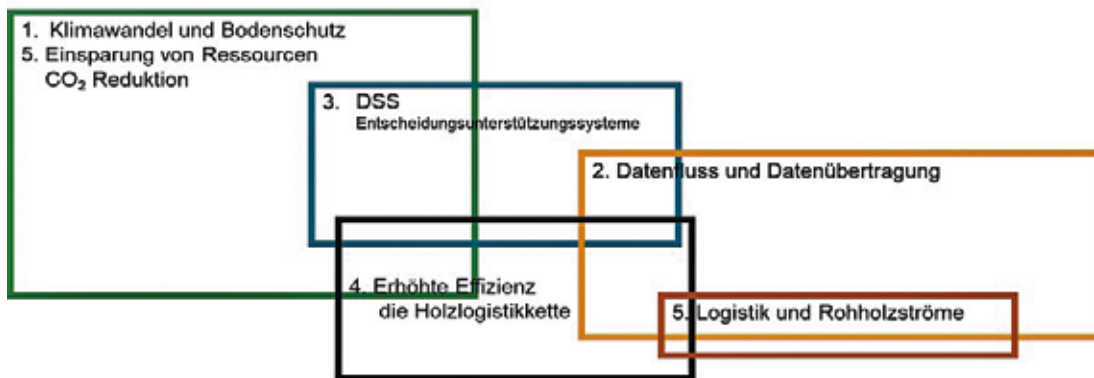 1. Klimawandel und Bodenschutz
5. Einsparung von Ressourcen
CO₂ Reduktion
3. DSS
Entscheidungsunterstützungssysteme
2. Datenfluss und Datenübertragung
4. Erhöhte Effizienz
die Holzlogistikkette
5. Logistik und Rohholzströme